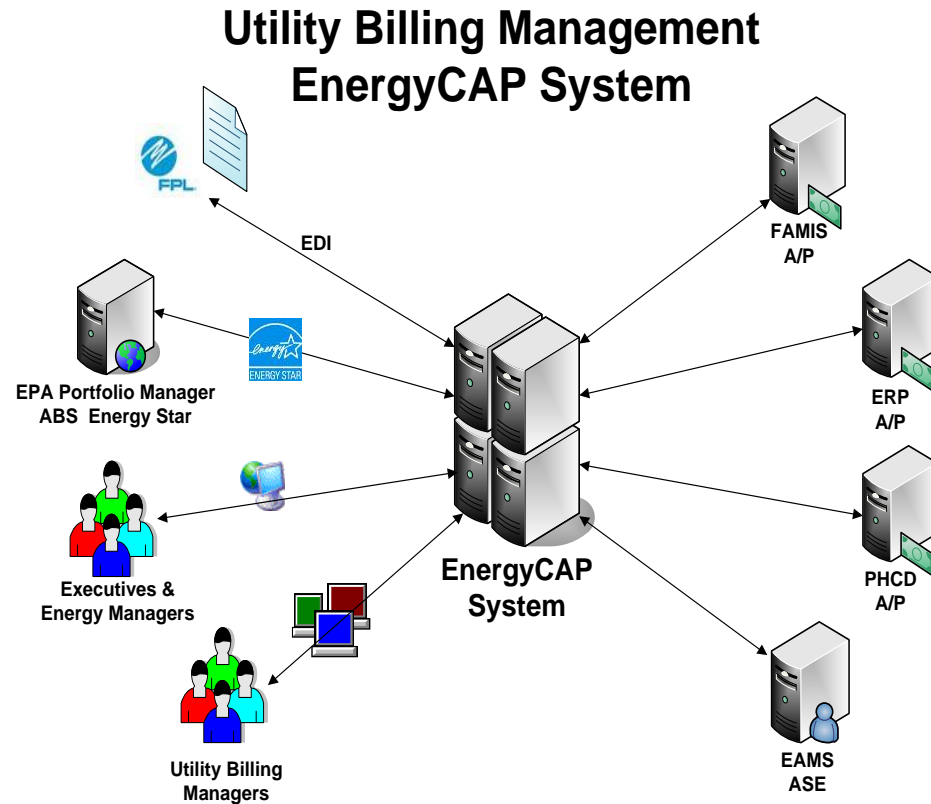 Utility Billing Management
EnergyCAP System
FPL.
EDI
FAMIS
A/P
energy
ENERGY STAR
EPA Portfolio Manager
ABS  Energy Star
ERP
A/P
EnergyCAP
System
Executives &
Energy Managers
PHCD
A/P
Utility Billing
Managers
EAMS
ASE